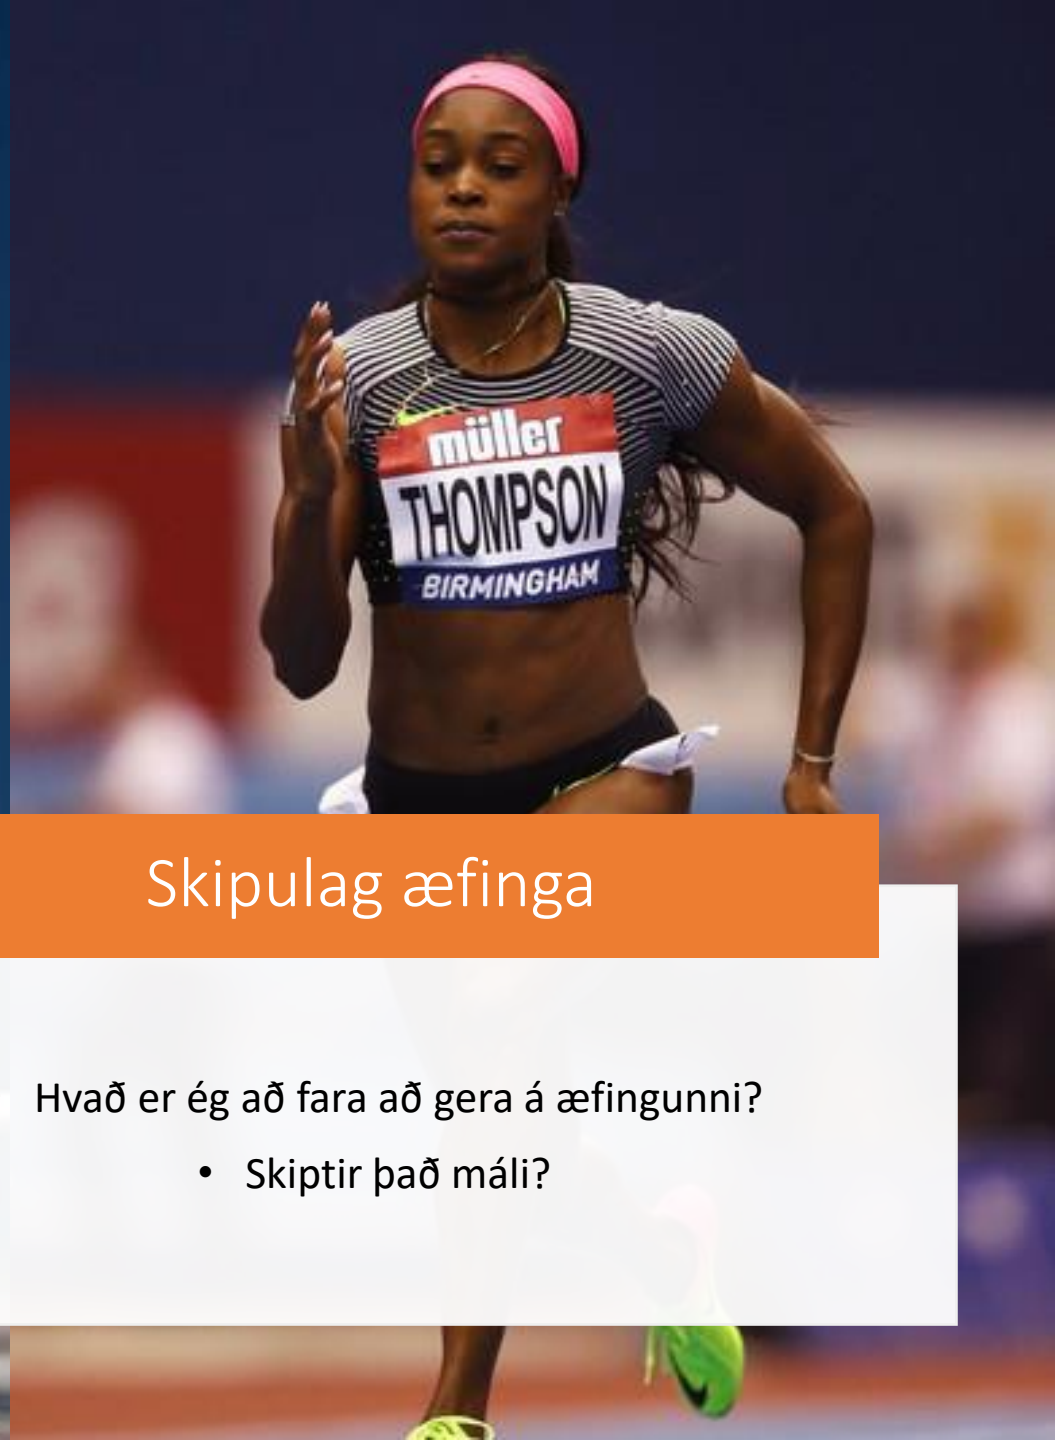 müller
THOMPSON
BIRMINGHAM
Skipulag æfinga
Hvað er ég að fara að gera á æfingunni?
• Skiptir það máli?